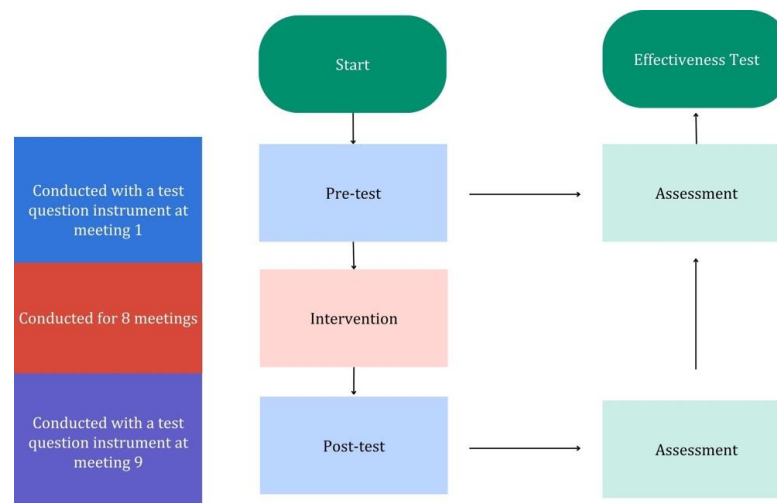 Start
Effectiveness Test
Conducted with a test
question instrument at
meeting 1
Pre-test
Assessment
Conducted for 8 meetings
Intervention
Conducted with a test
question instrument at
meeting 9
Post-test
Assessment